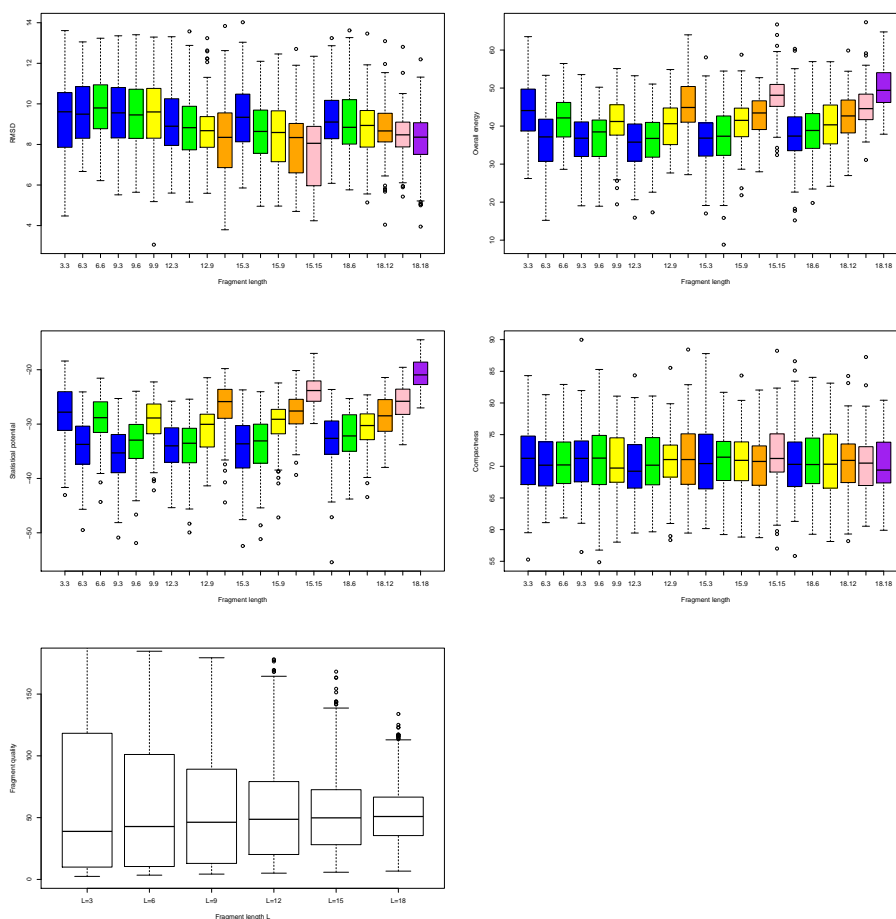 RMSD
14
12
10
8
6
4
3.3 6.3 6.6 9.3 9.6 9.9 12.3 12.9 15.3 15.9 15.15 18.6 18.12 18.18
Fragment length
Overall energy
60
50
40
30
20
10
3.3 6.3 6.6 9.3 9.6 9.9 12.3 12.9 15.3 15.9 15.15 18.6 18.12 18.18
Fragment length
Statistical potential
-20
-30
-40
-50
3.3 6.3 6.6 9.3 9.6 9.9 12.3 12.9 15.3 15.9 15.15 18.6 18.12 18.18
Fragment length
Compactness
90
85
80
75
70
65
60
55
3.3 6.3 6.6 9.3 9.6 9.9 12.3 12.9 15.3 15.9 15.15 18.6 18.12 18.18
Fragment length
Fragment quality
150
100
50
0
L=3 L=6 L=9 L=12 L=15 L=18
Fragment length L